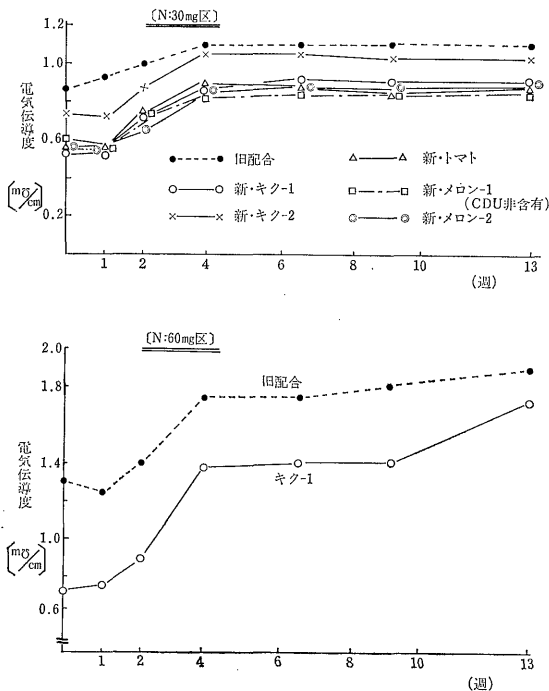 〔N:30mg区〕
1.2
1.0
0.6
0.2
電気伝導度
〔m℧/cm〕
旧配合
新・トマト
新・キク-1
新・メロン-1
(CDU非含有)
新・キク-2
新・メロン-2
1 2 4 6 8 10 13
(週)
〔N:60mg区〕
2.0
1.8
1.4
1.0
0.6
電気伝導度
〔m℧/cm〕
旧配合
キク-1
1 2 4 6 8 10 13
(週)